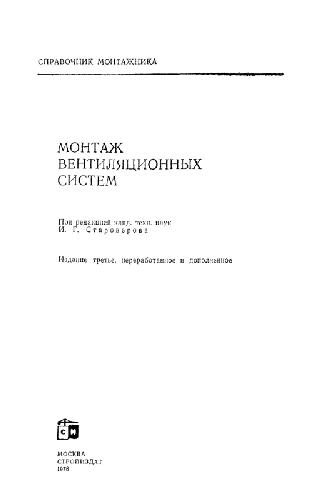 СПРАВОЧНИК МОНТАЖНИКА
МОНТАЖ
ВЕНТИЛЯЦИОННЫХ
СИСТЕМ
Под редакцией канд. техн. наук
И. Г. Староверова
Издание третье, переработанное и дополненное
С И
МОСКВА
СТРОЙИЗДАТ
1978